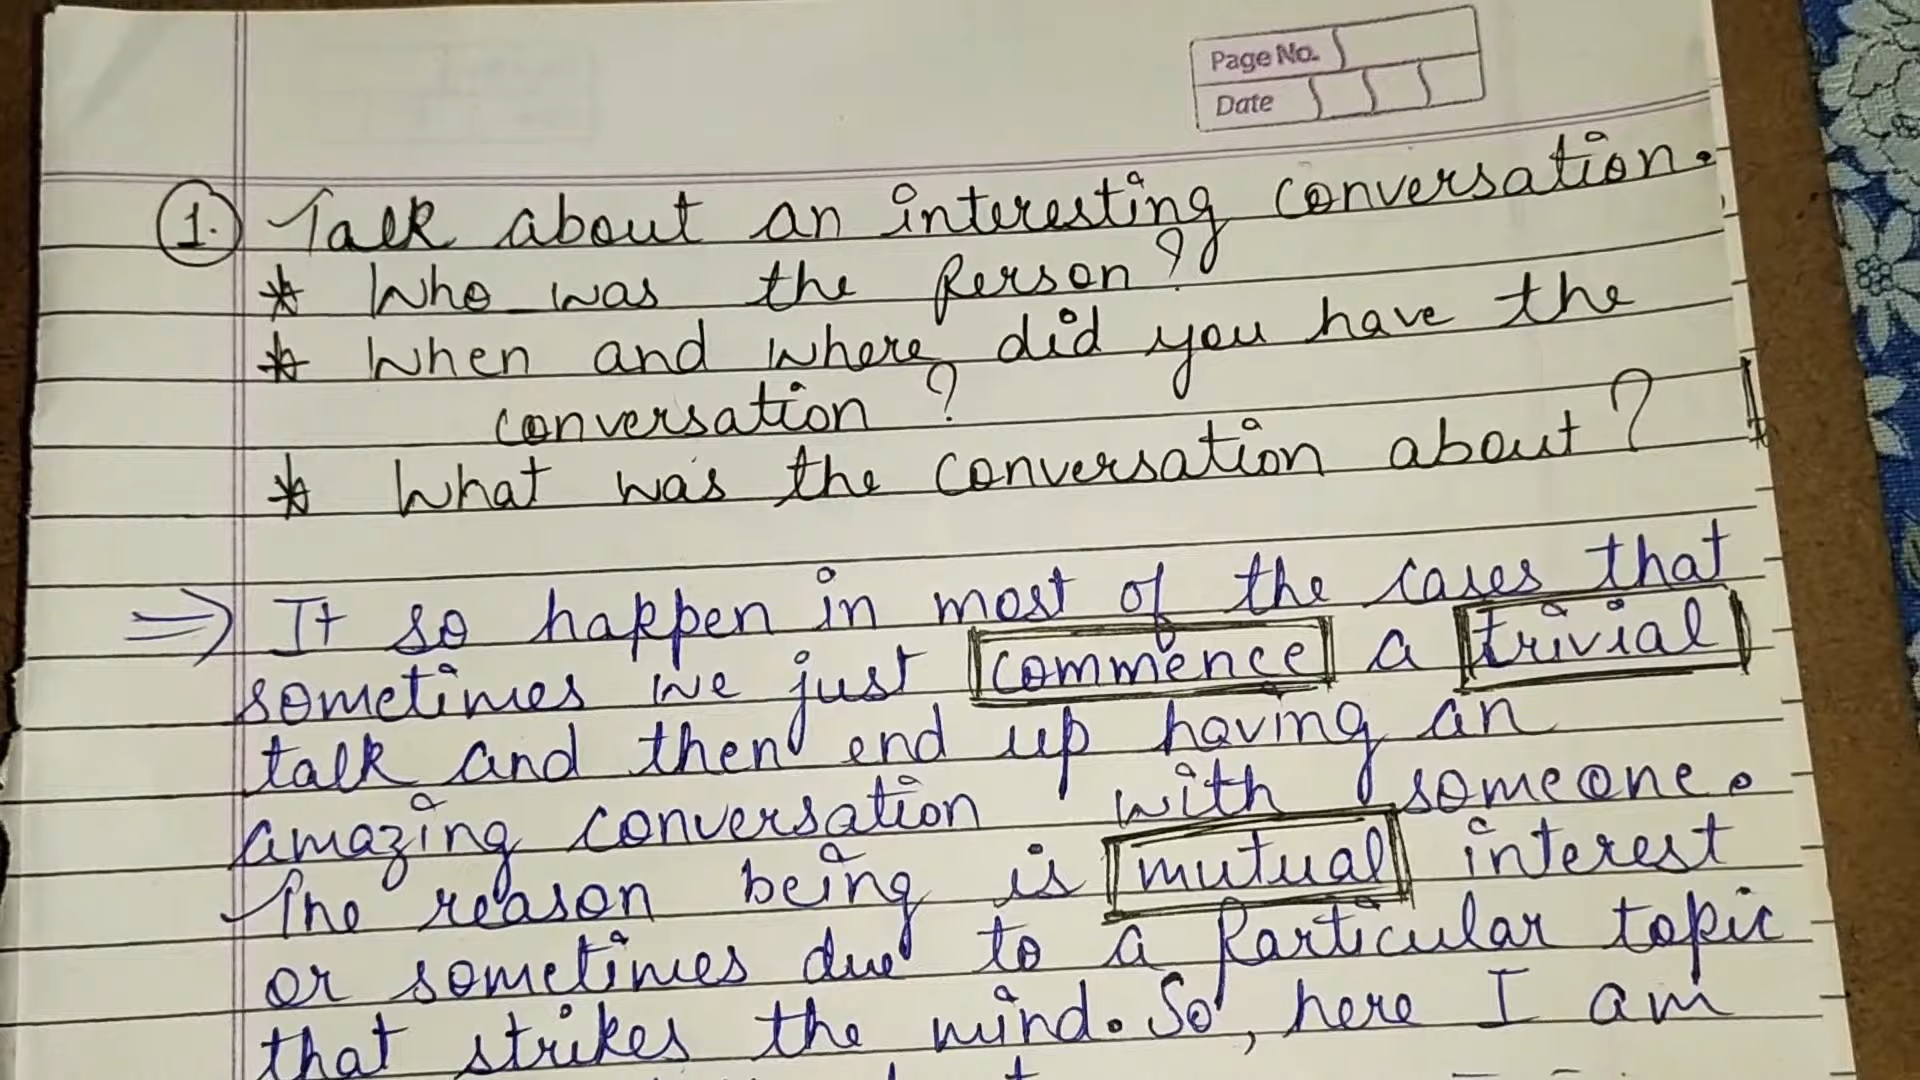 Page No.
Date
1. Talk about an interesting conversation.
* Who was the Person?
* When and where did you have the
conversation?
* What was the conversation about?
⇒ It so happen in most of the cases that
sometimes we just commence a trivial
talk and then end up having an
amazing conversation with someone.
The reason being is mutual interest
or sometimes due to a Particular topic
that strikes the mind. So, here I am